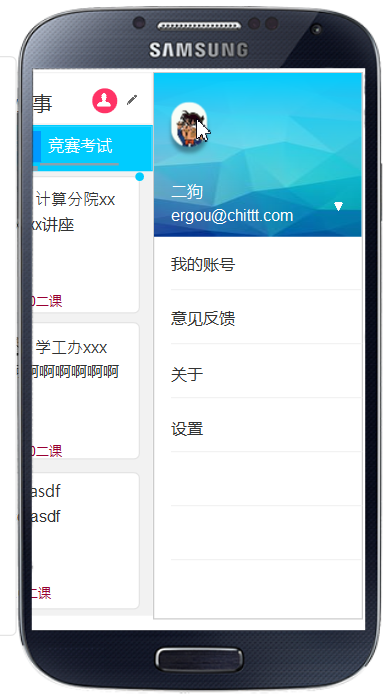 SAMSUNG
事
竞赛考试
计算分院xx
xx讲座
二课
学工办xxx
啊啊啊啊啊啊
二课
asdf
asdf
二课
二狗
ergou@chittt.com
我的账号
意见反馈
关于
设置